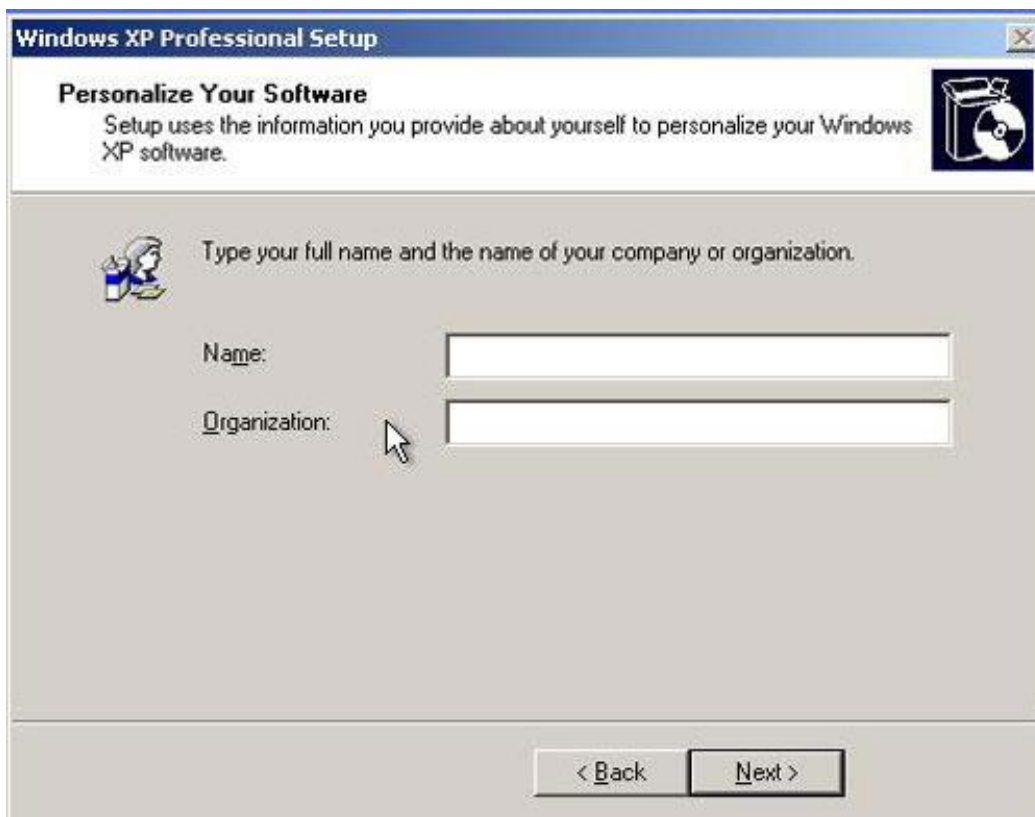 Windows XP Professional Setup
Personalize Your Software
Setup uses the information you provide about yourself to personalize your Windows
XP software.
Type your full name and the name of your company or organization.
Name:
Organization:
< Back
Next >